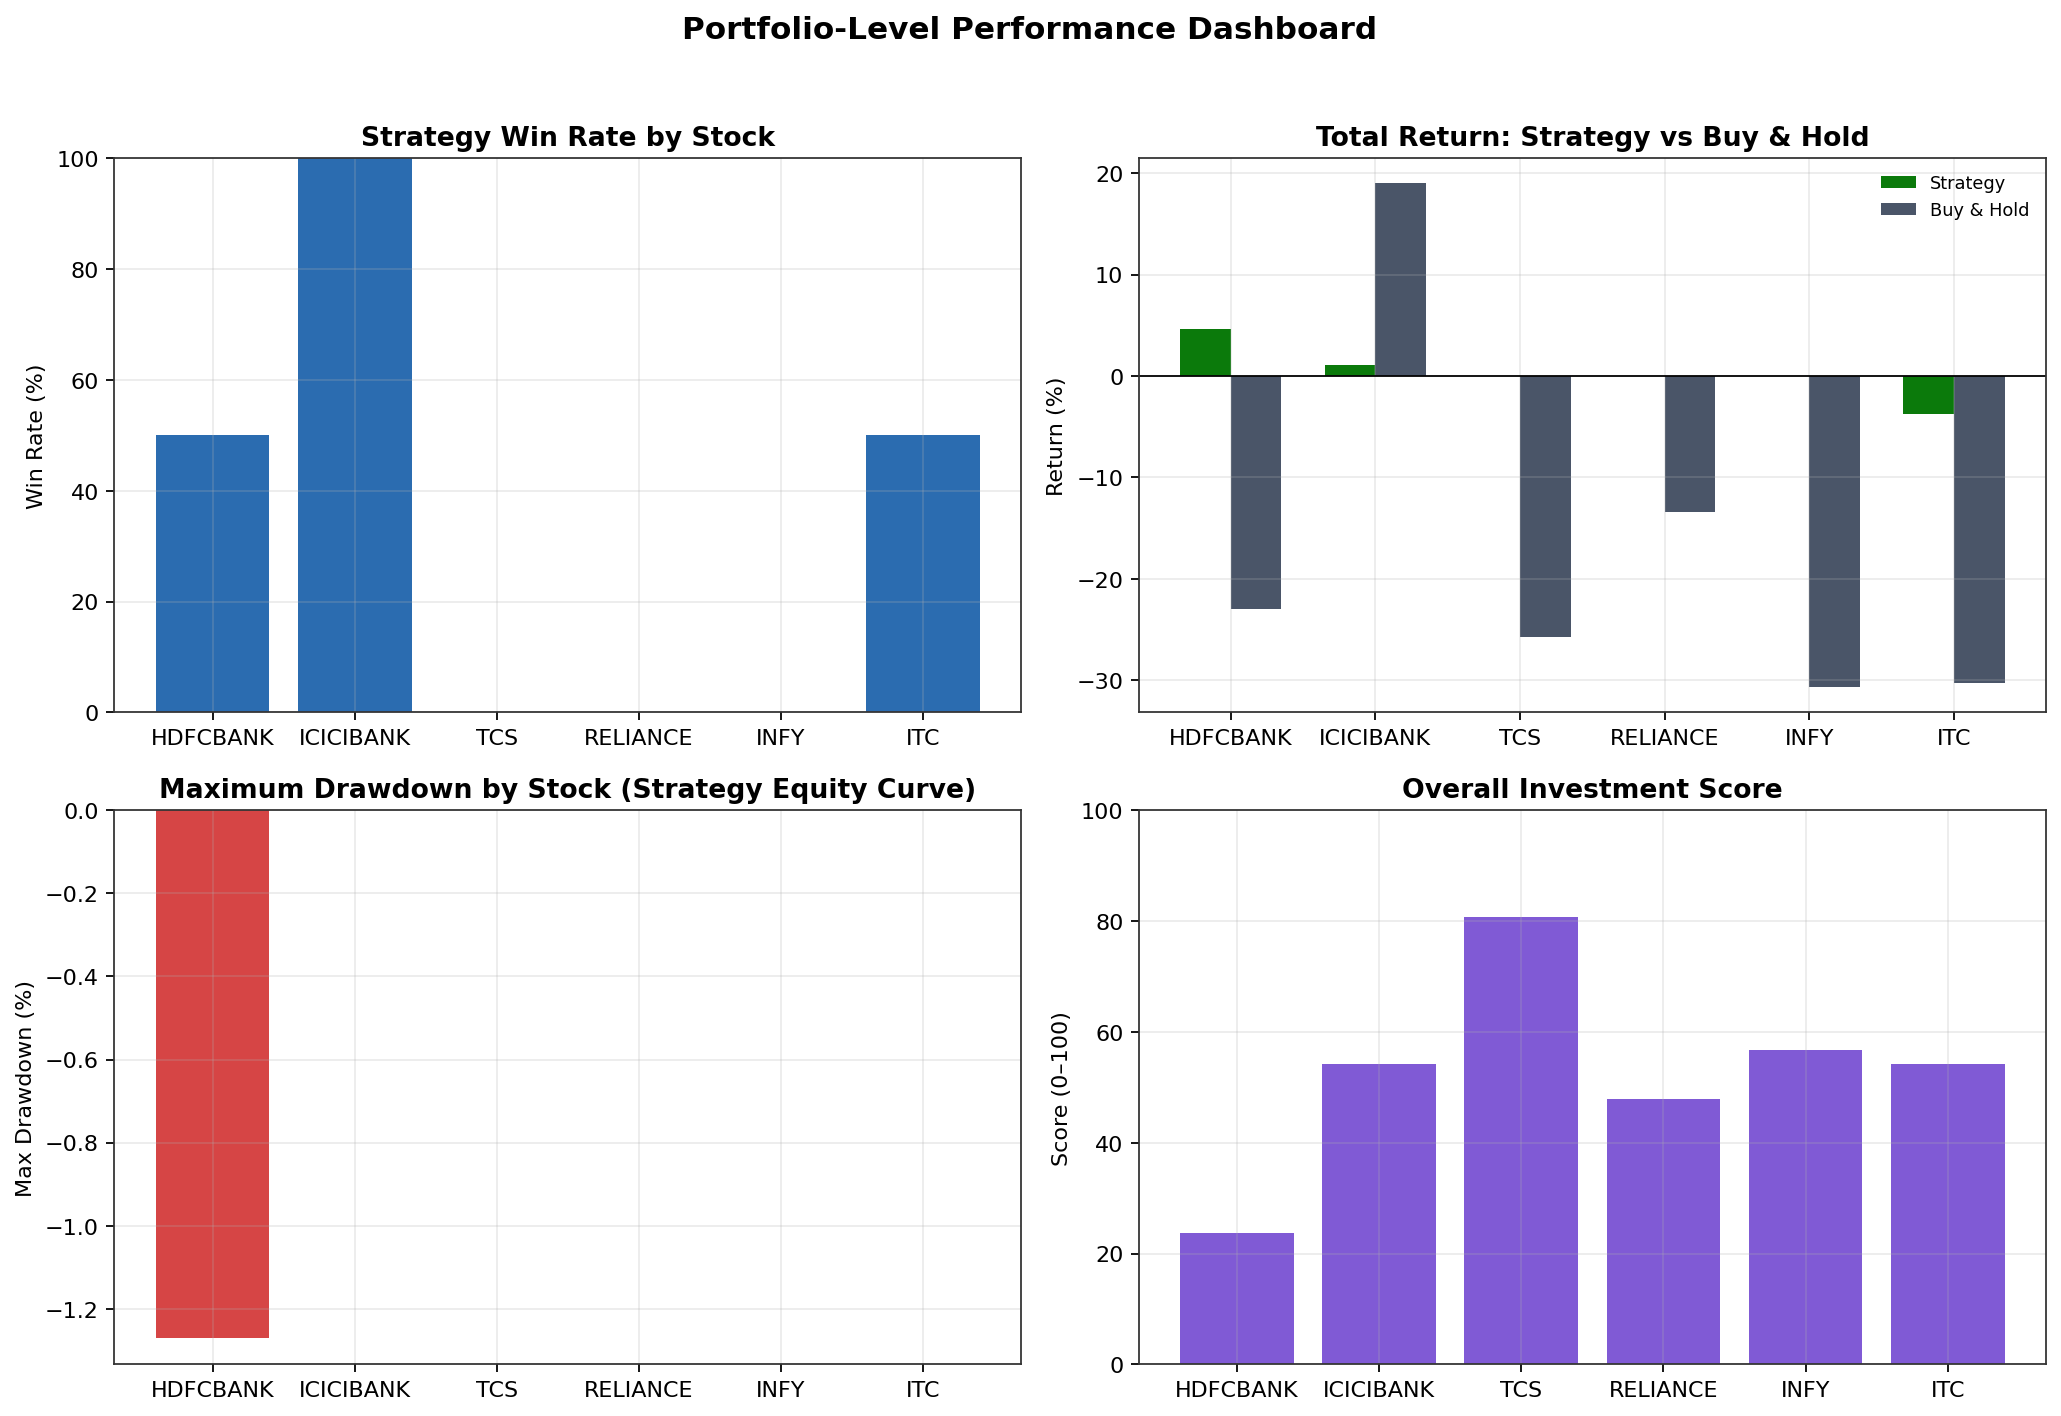 Portfolio-Level Performance Dashboard
Strategy Win Rate by Stock
Win Rate (%)
100
80
60
40
20
0
HDFCBANK ICICIBANK TCS RELIANCE INFY ITC
Total Return: Strategy vs Buy & Hold
Return (%)
20
10
0
−10
−20
−30
Strategy
Buy & Hold
HDFCBANK ICICIBANK TCS RELIANCE INFY ITC
Maximum Drawdown by Stock (Strategy Equity Curve)
Max Drawdown (%)
0.0
−0.2
−0.4
−0.6
−0.8
−1.0
−1.2
HDFCBANK ICICIBANK TCS RELIANCE INFY ITC
Overall Investment Score
Score (0–100)
100
80
60
40
20
0
HDFCBANK ICICIBANK TCS RELIANCE INFY ITC